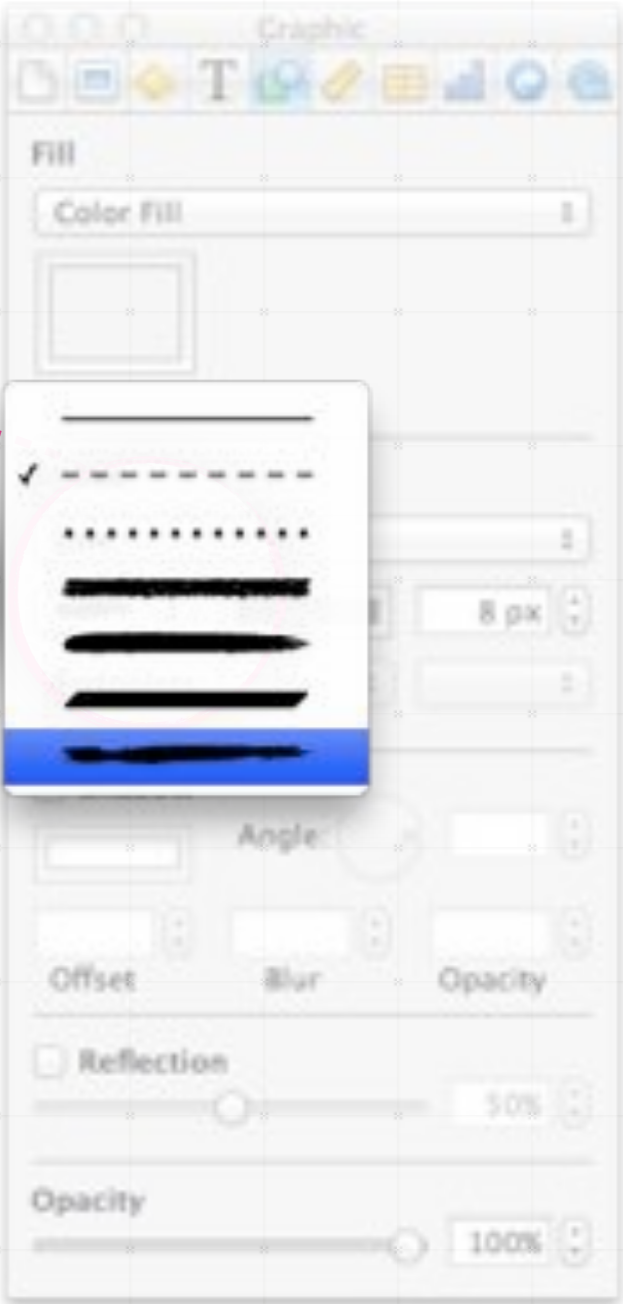 Graphic
T
Fill
Color Fill
8 px
Angle:
Offset Blur Opacity
Reflection
50%
Opacity
100%